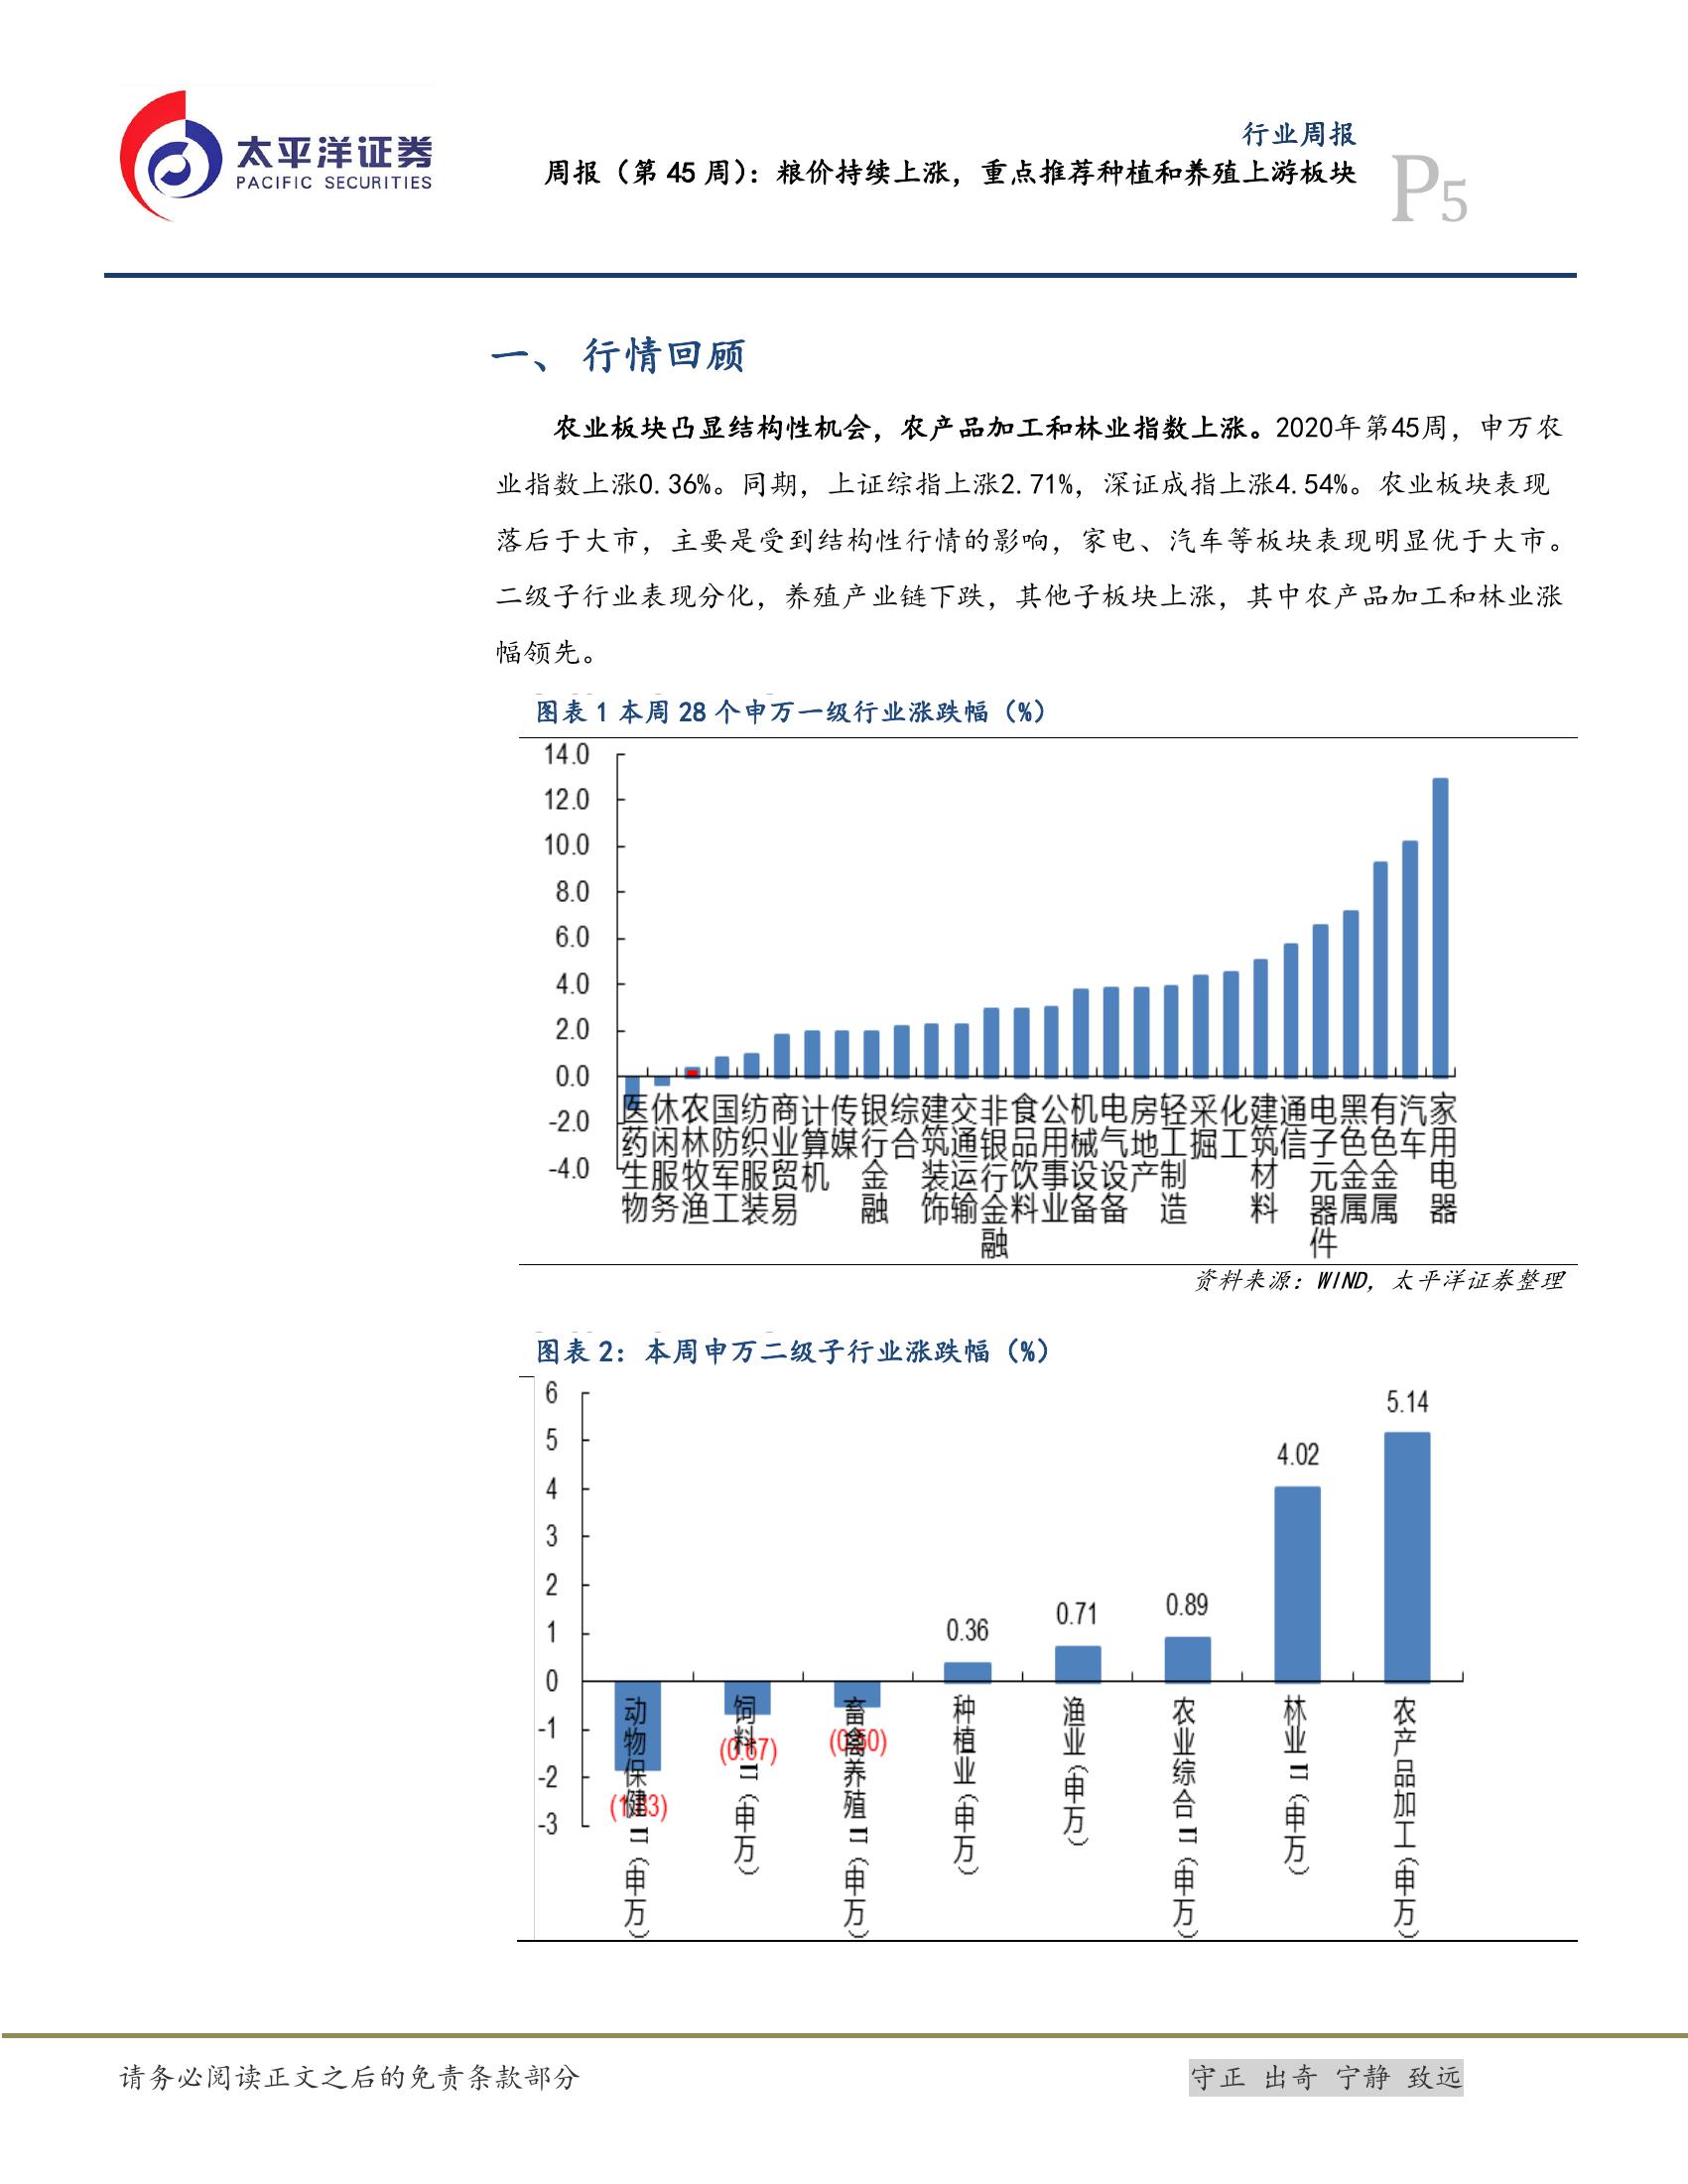 太平洋证券
PACIFIC SECURITIES
行业周报
周报（第 45 周）：粮价持续上涨，重点推荐种植和养殖上游板块
P5
一、 行情回顾
农业板块凸显结构性机会，农产品加工和林业指数上涨。2020年第45周，申万农
业指数上涨0.36%。同期，上证综指上涨2.71%，深证成指上涨4.54%。农业板块表现
落后于大市，主要是受到结构性行情的影响，家电、汽车等板块表现明显优于大市。
二级子行业表现分化，养殖产业链下跌，其他子板块上涨，其中农产品加工和林业涨
幅领先。
图表 1 本周 28 个申万一级行业涨跌幅（%）
14.0
12.0
10.0
8.0
6.0
4.0
2.0
0.0
-2.0
-4.0
医药生物
休闲服务
农林牧渔
国防军工
纺织服装
商业贸易
计算机
传媒
银行金融
综合
建筑装饰
交通运输
非银行金融
食品饮料
公用事业
机械设备
电气设备
房地产
轻工制造
采掘
化工
建筑材料
通信
电子元器件
黑色金属
有色金属
汽车
家用电器
资料来源：WIND，太平洋证券整理
图表 2：本周申万二级子行业涨跌幅（%）
6
5
4
3
2
1
0
-1
-2
-3
(1.83)
(0.67)
(0.50)
0.36
0.71
0.89
4.02
5.14
动物保健II（申万）
饲料II（申万）
畜禽养殖II（申万）
种植业（申万）
渔业（申万）
农业综合II（申万）
林业II（申万）
农产品加工（申万）
请务必阅读正文之后的免责条款部分
守正 出奇 宁静 致远